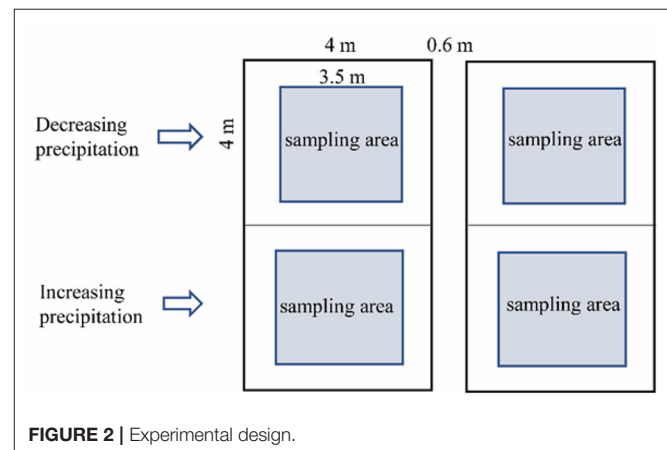 4 m
0.6 m
3.5 m
Decreasing
precipitation
4 m
sampling area
sampling area
Increasing
precipitation
sampling area
sampling area
FIGURE 2 | Experimental design.